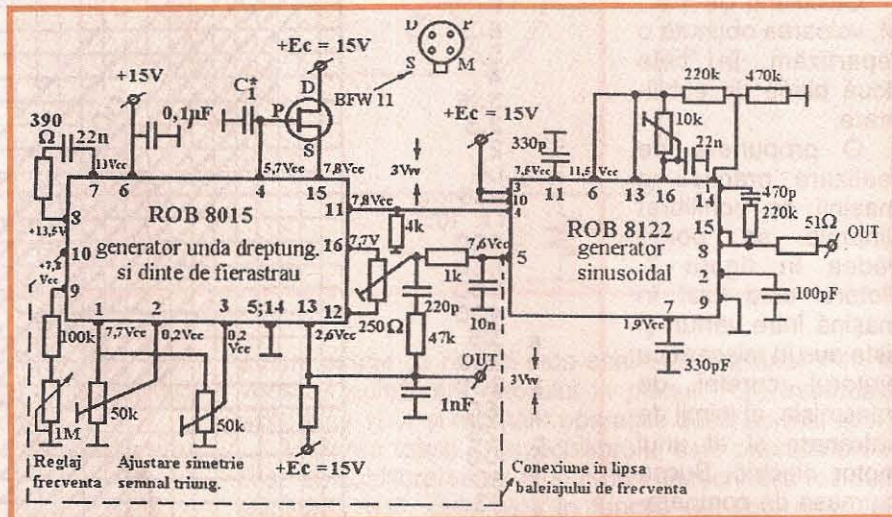 +15V
0,1µF
390
Ω
22n
13Vcc
7
6
C1*
P
5,7Vcc
4
+Ec = 15V
D
S
7,8Vcc
15
BFW 11
D
P
S
M
3Vvv
ROB 8015
generator unda dreptung.
si dinte de fierastrau
8
+13,5V
10
+7,8
Vcc
9
1
7,7Vcc
2
0,2Vcc
3
0,2
Vcc
5;14
13
2,6Vcc
12
11
7,8Vcc
16
7,7V
4k
250Ω
1k
7,6Vcc
10n
220p
47k
OUT
1nF
3Vvv
100k
1M
50k
50k
+Ec = 15V
Reglaj
frecventa
Ajustare simetrie
semnal triung.
Conexiune in lipsa
baleiajului de frecventa
+Ec = 15V
330p
7,5Vcc
11
11,5Vcc
6
13
16
10k
22n
220k
470k
1
14
470p
220k
15
8
51Ω
OUT
2
9
100pF
3
10
4
5
ROB 8122
generator
sinusoidal
7
1,9Vcc
330pF